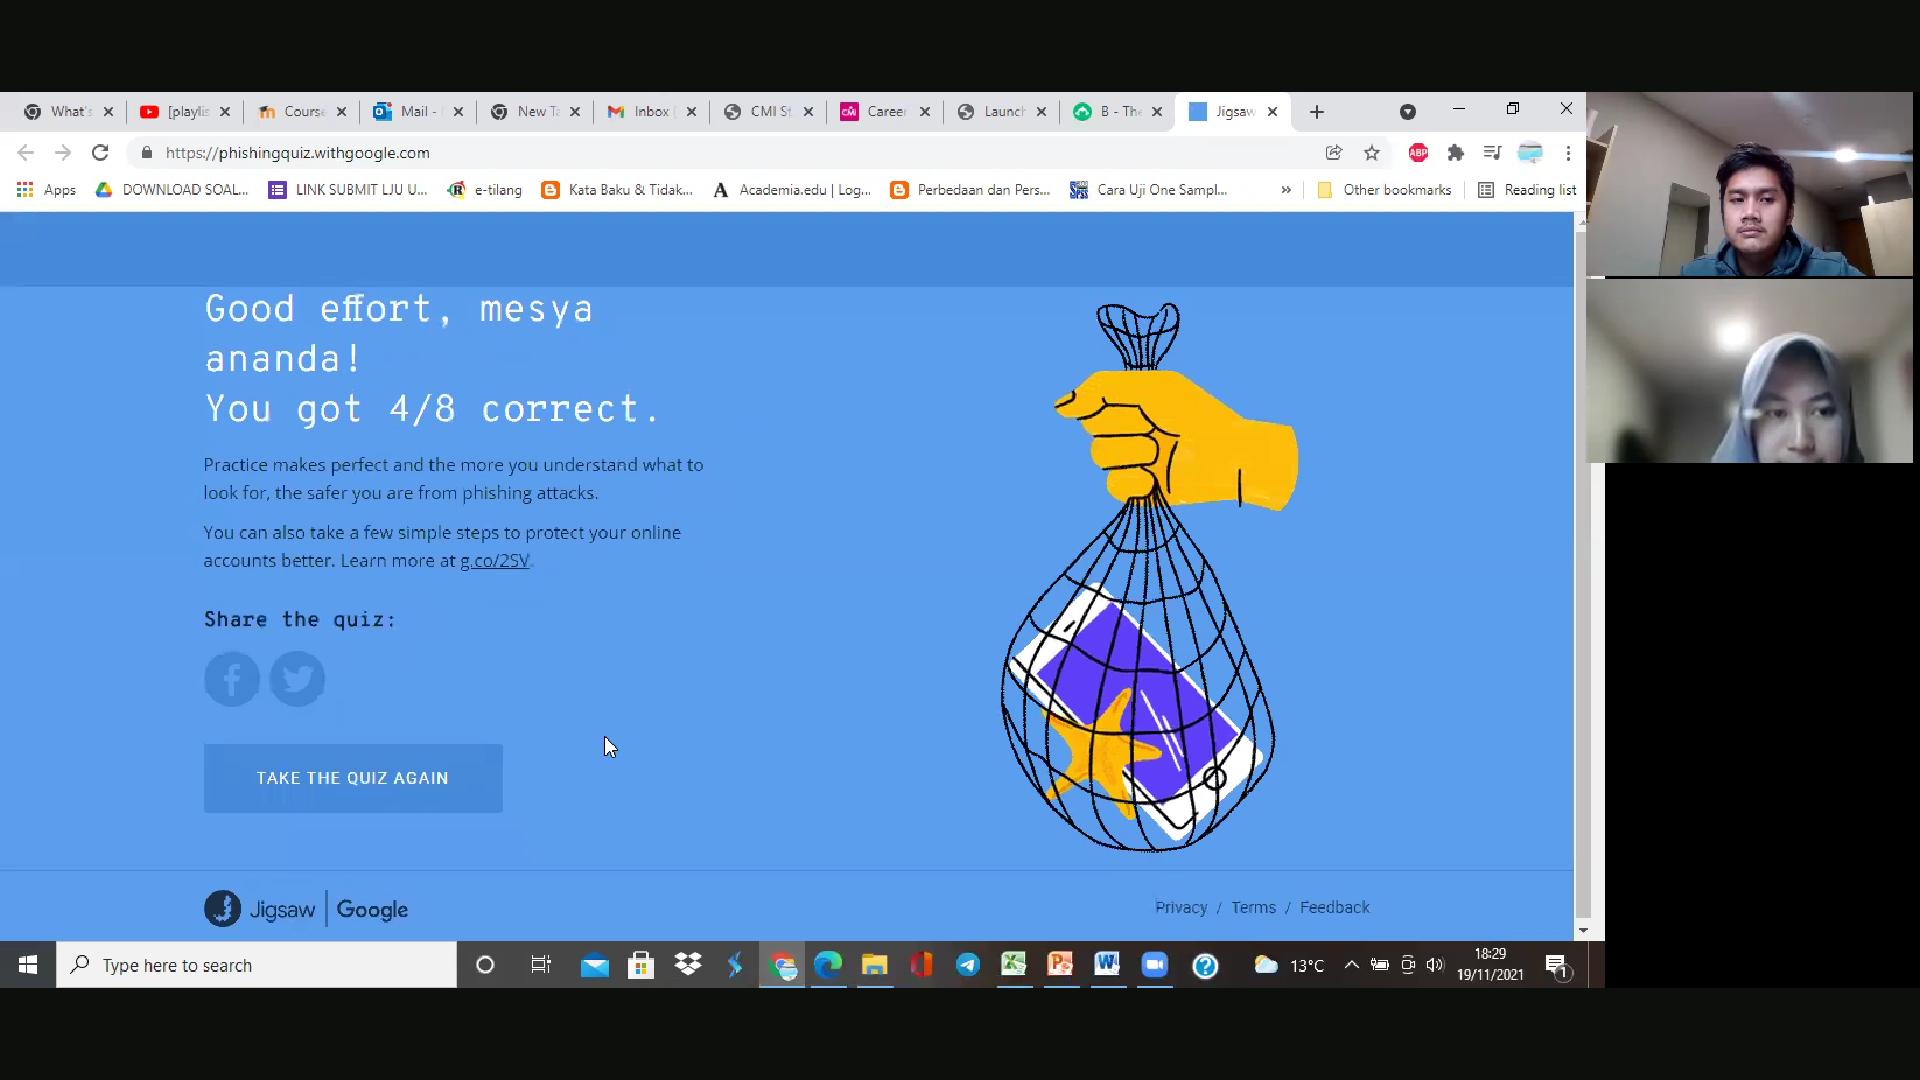 What's
[playlis
Cours
Mail -
New Ta
Inbox (
CMI St
Career
Launch
B - The
Jigsaw
https://phishingquiz.withgoogle.com
ABP
Apps
DOWNLOAD SOAL...
LINK SUBMIT LJU U...
e-tilang
Kata Baku & Tidak...
Academia.edu | Log...
Perbedaan dan Pers...
Cara Uji One Sampl...
»
Other bookmarks
Reading list
Good effort, mesya
ananda!
You got 4/8 correct.
Practice makes perfect and the more you understand what to
look for, the safer you are from phishing attacks.
You can also take a few simple steps to protect your online
accounts better. Learn more at g.co/2SV.
Share the quiz:
TAKE THE QUIZ AGAIN
Jigsaw | Google
Privacy / Terms / Feedback
Type here to search
13°C
18:29
19/11/2021
1